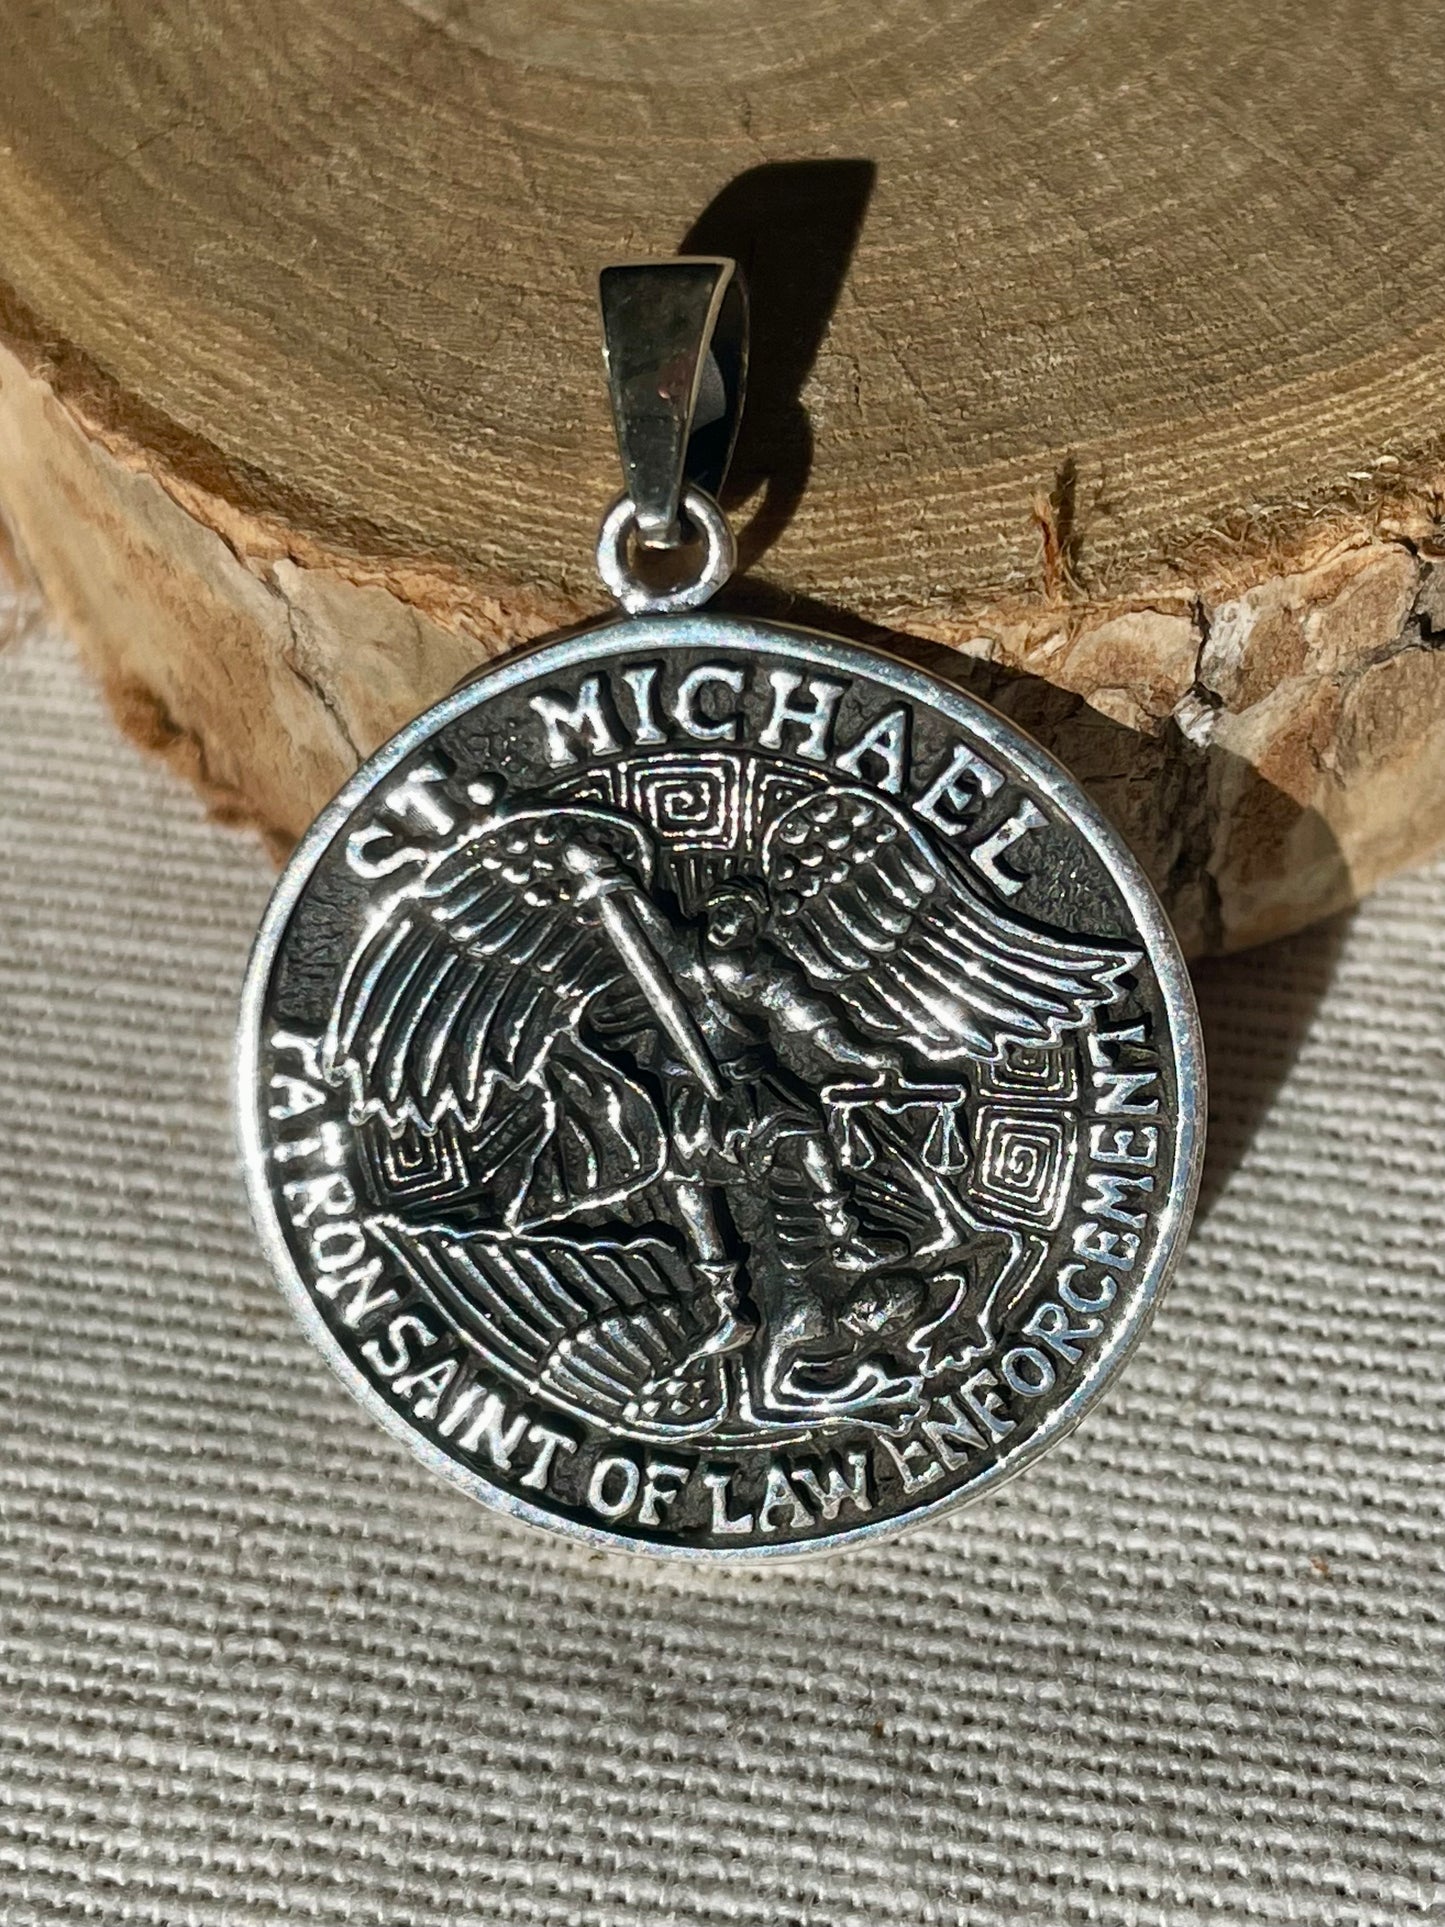 ST. MICHAEL
PATRON SAINT OF LAW ENFORCEMENT